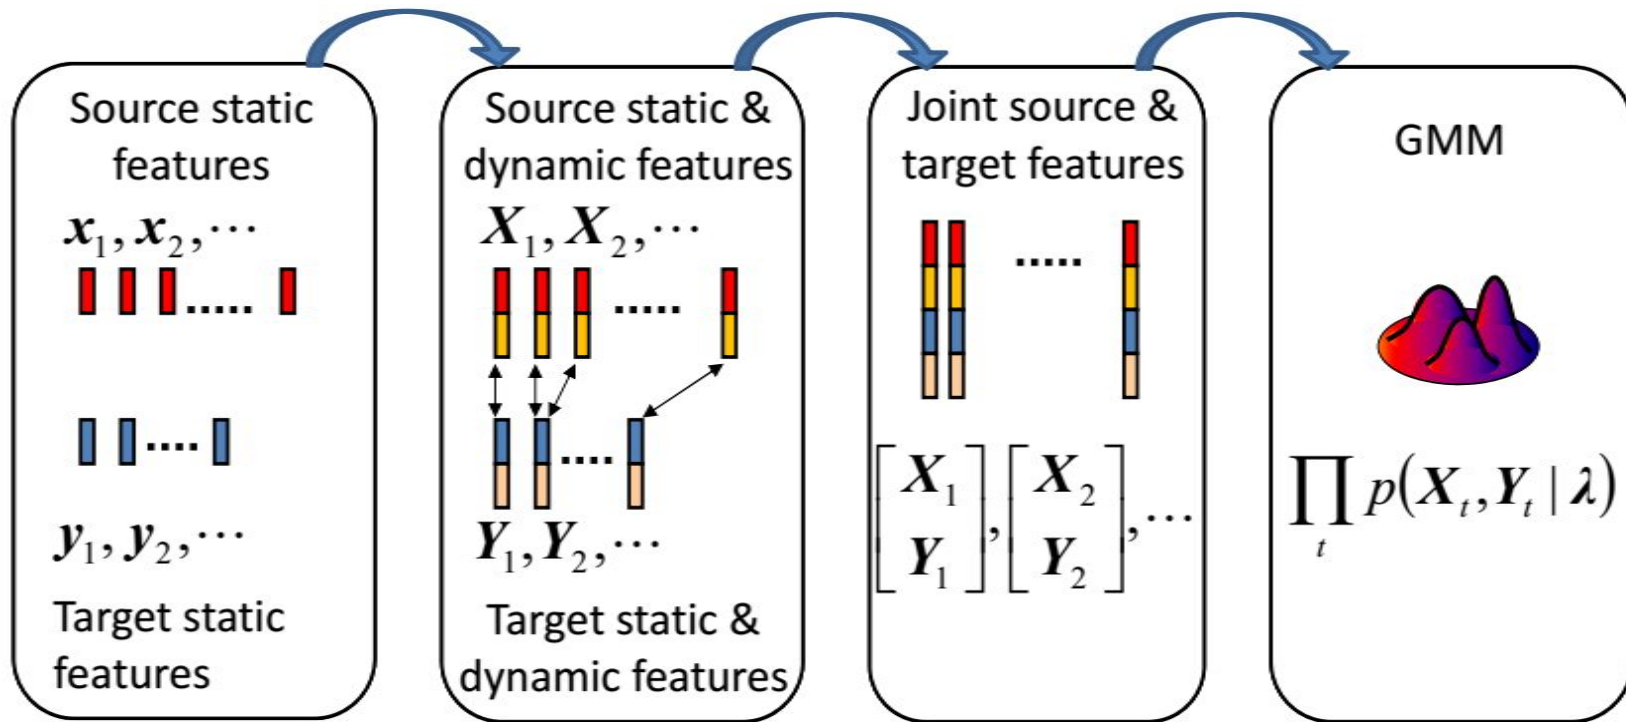 Source static
features
x₁, x₂, ⋯
.....
....
y₁, y₂, ⋯
Target static
features
Source static &
dynamic features
X₁, X₂, ⋯
.....
....
Y₁, Y₂, ⋯
Target static &
dynamic features
Joint source &
target features
.....
[X₁ Y₁], [X₂ Y₂], ⋯
GMM
∏ₜ p(Xₜ, Yₜ | λ)